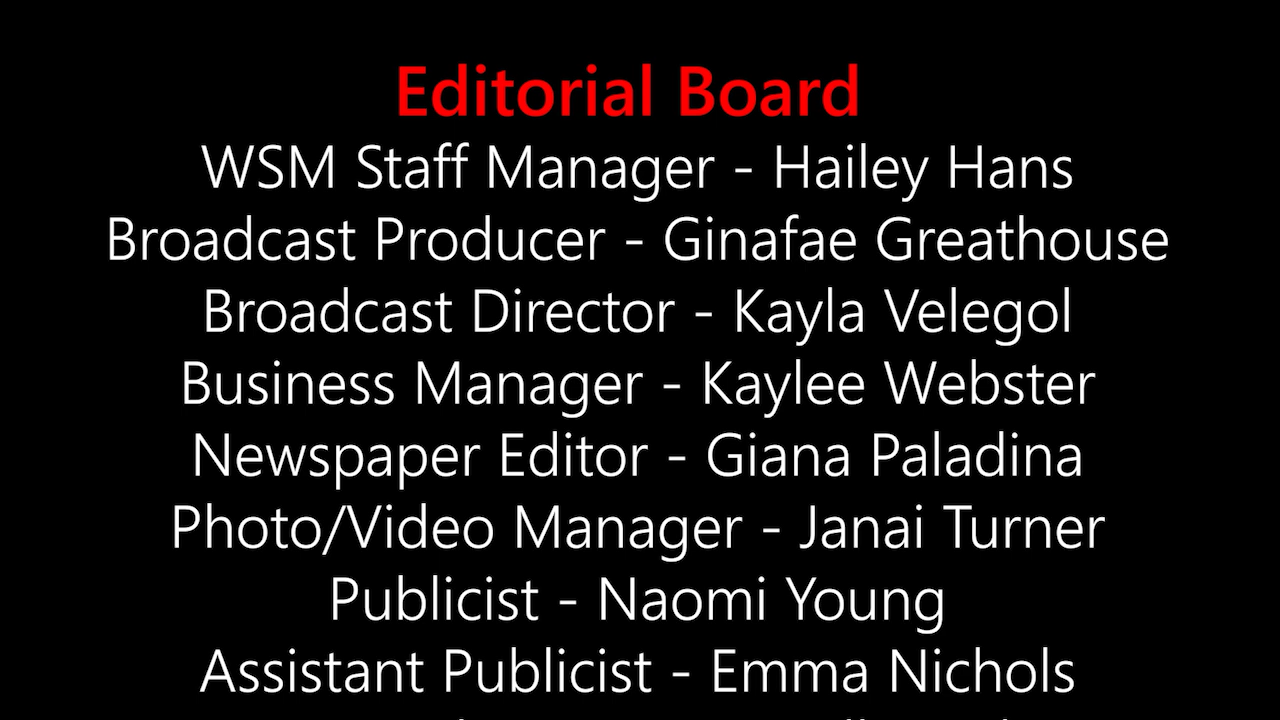 Editorial Board
WSM Staff Manager - Hailey Hans
Broadcast Producer - Ginafae Greathouse
Broadcast Director - Kayla Velegol
Business Manager - Kaylee Webster
Newspaper Editor - Giana Paladina
Photo/Video Manager - Janai Turner
Publicist - Naomi Young
Assistant Publicist - Emma Nichols